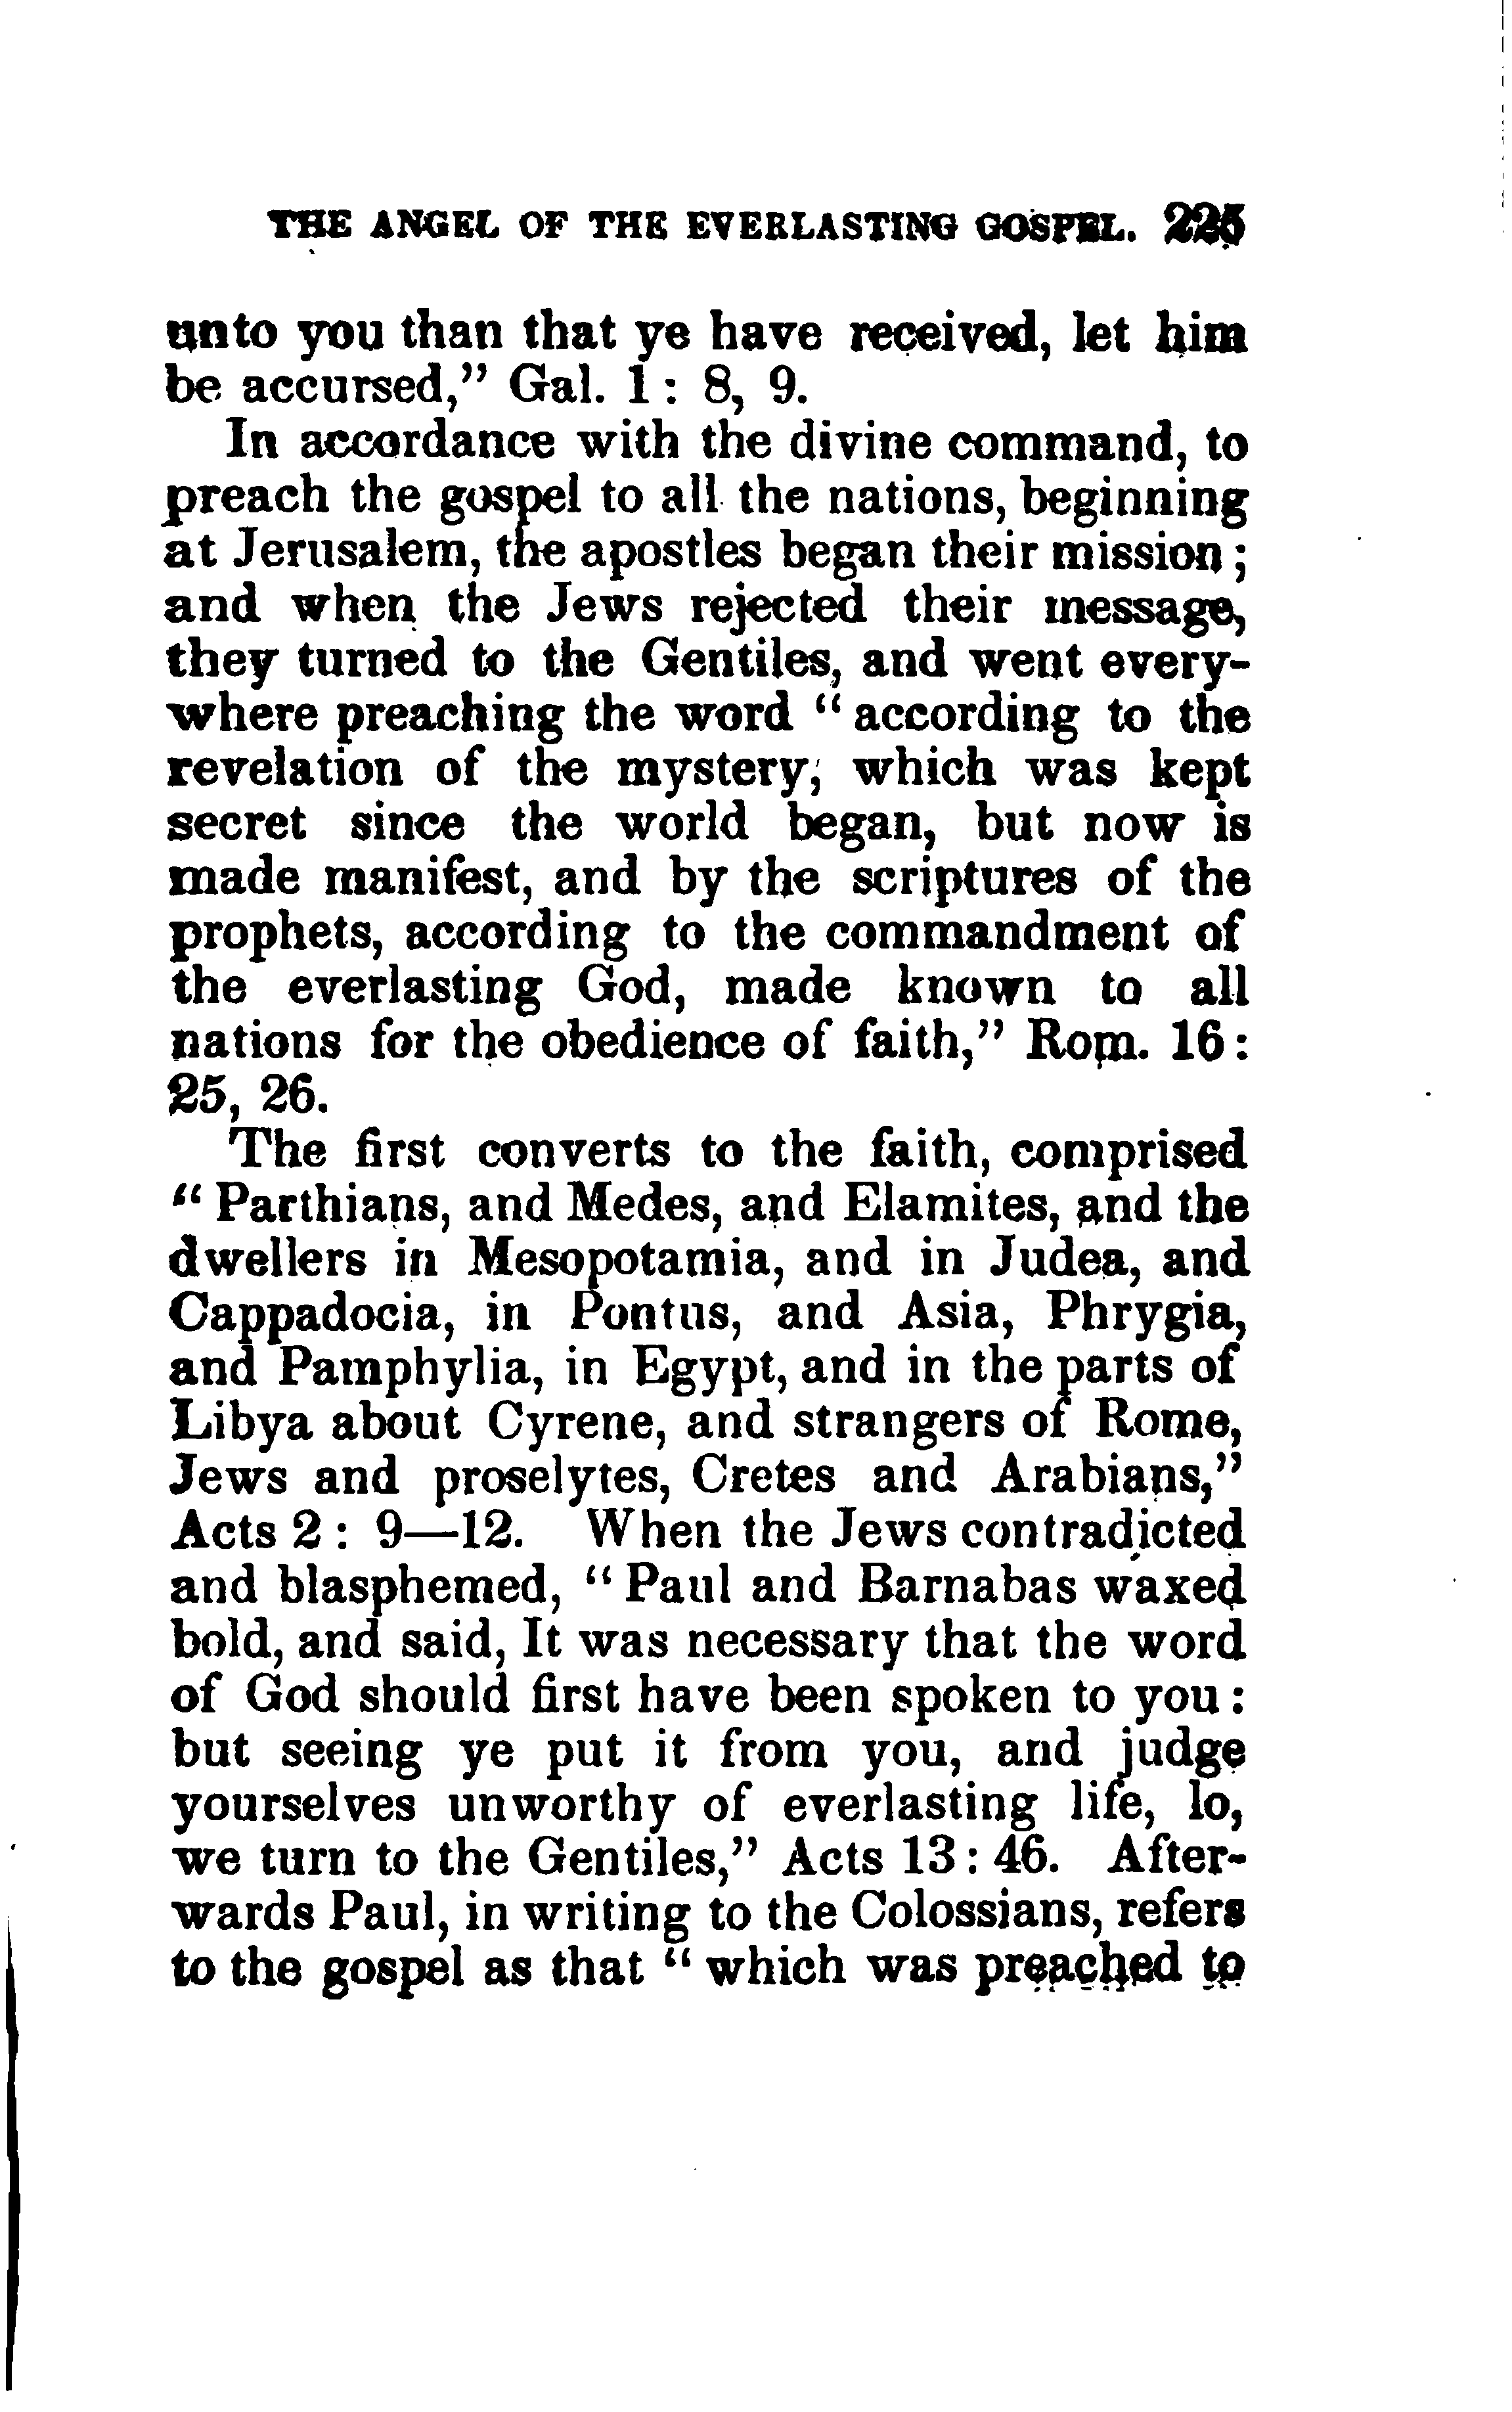 THE ANGEL OF THE EVERLASTING GOSPEL. 225
unto you than that ye have received, let him
be accursed,” Gal. 1 : 8, 9.
In accordance with the divine command, to
preach the gospel to all the nations, beginning
at Jerusalem, the apostles began their mission ;
and when the Jews rejected their message,
they turned to the Gentiles, and went every-
where preaching the word “ according to the
revelation of the mystery, which was kept
secret since the world began, but now is
made manifest, and by the scriptures of the
prophets, according to the commandment of
the everlasting God, made known to all
nations for the obedience of faith,” Rom. 16 :
25, 26.
The first converts to the faith, comprised
“ Parthians, and Medes, and Elamites, and the
dwellers in Mesopotamia, and in Judea, and
Cappadocia, in Pontus, and Asia, Phrygia,
and Pamphylia, in Egypt, and in the parts of
Libya about Cyrene, and strangers of Rome,
Jews and proselytes, Cretes and Arabians,”
Acts 2 : 9—12. When the Jews contradicted
and blasphemed, “ Paul and Barnabas waxed
bold, and said, It was necessary that the word
of God should first have been spoken to you :
but seeing ye put it from you, and judge
yourselves unworthy of everlasting life, lo,
we turn to the Gentiles,” Acts 13 : 46. After-
wards Paul, in writing to the Colossians, refers
to the gospel as that “ which was preached to